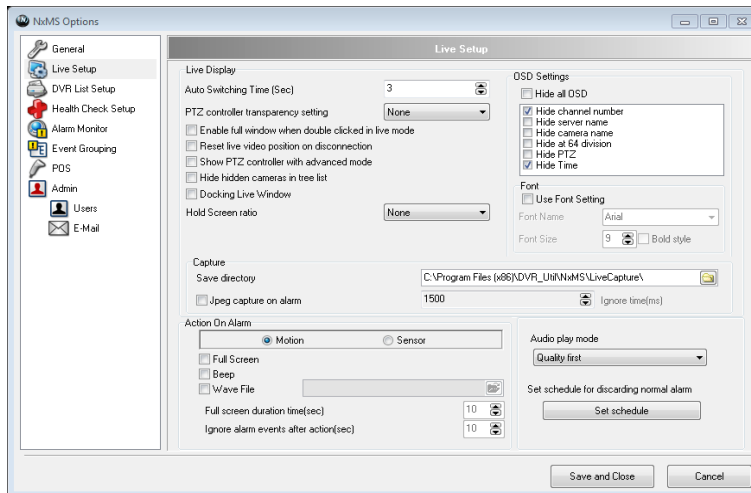 NxMS Options
General
Live Setup
DVR List Setup
Health Check Setup
Alarm Monitor
Event Grouping
POS
Admin
Users
E-Mail
Live Setup
Live Display
Auto Switching Time (Sec)
3
PTZ controller transparency setting
None
Enable full window when double clicked in live mode
Reset live video position on disconnection
Show PTZ controller with advanced mode
Hide hidden cameras in tree list
Docking Live Window
Hold Screen ratio
None
OSD Settings
Hide all OSD
Hide channel number
Hide server name
Hide camera name
Hide at 64 division
Hide PTZ
Hide Time
Font
Use Font Setting
Font Name
Arial
Font Size
9
Bold style
Capture
Save directory
C:\Program Files (x86)\DVR_Util\NxMS\LiveCapture\
Jpeg capture on alarm
1500
Ignore time(ms)
Action On Alarm
Motion
Sensor
Full Screen
Beep
Wave File
Full screen duration time(sec)
10
Ignore alarm events after action(sec)
10
Audio play mode
Quality first
Set schedule for discarding normal alarm
Set schedule
Save and Close
Cancel